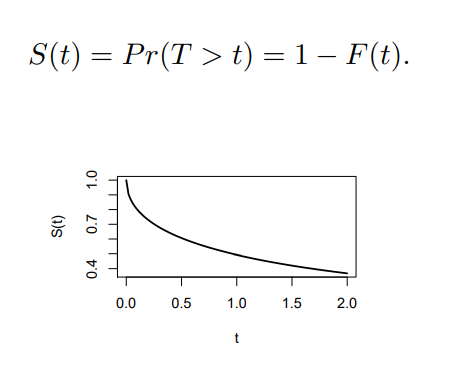 S(t) = Pr(T > t) = 1 − F(t).
1.0
0.7
0.4
S(t)
0.0 0.5 1.0 1.5 2.0
t